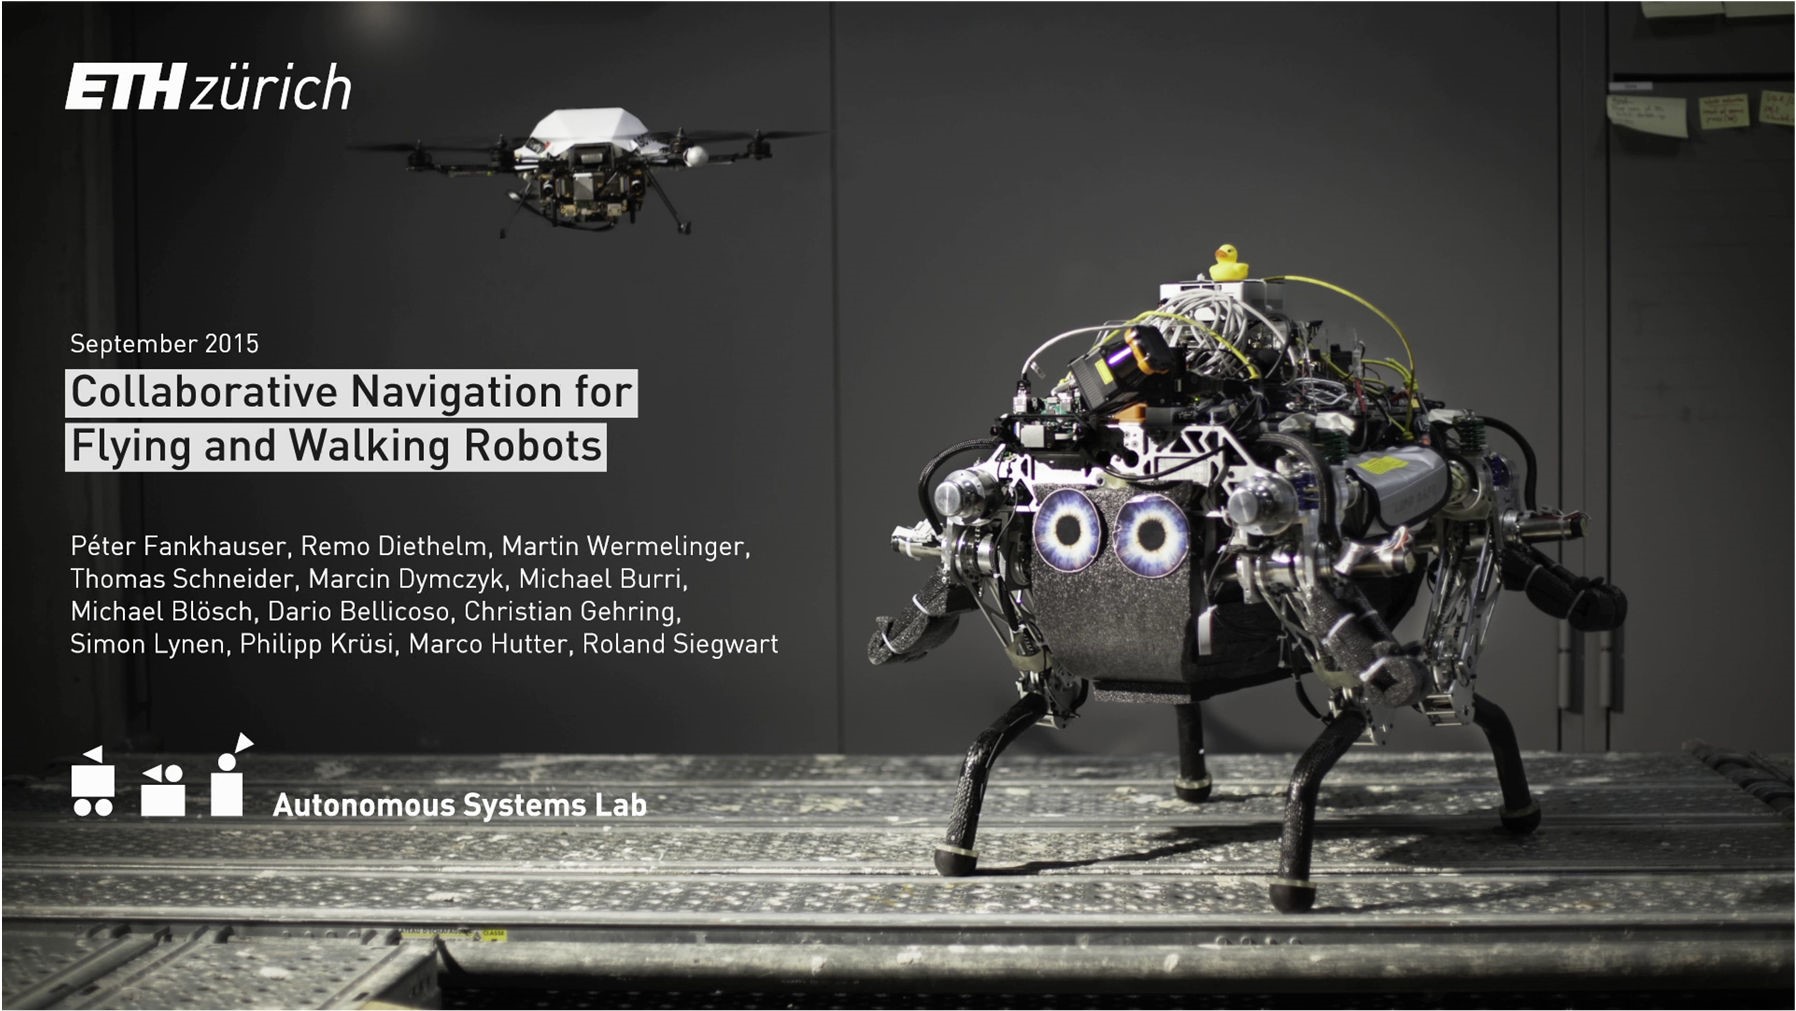 ETH zürich
September 2015
Collaborative Navigation for
Flying and Walking Robots
Péter Fankhauser, Remo Diethelm, Martin Wermelinger,
Thomas Schneider, Marcin Dymczyk, Michael Burri,
Michael Blösch, Dario Bellicoso, Christian Gehring,
Simon Lynen, Philipp Krüsi, Marco Hutter, Roland Siegwart
Autonomous Systems Lab
CLASSE